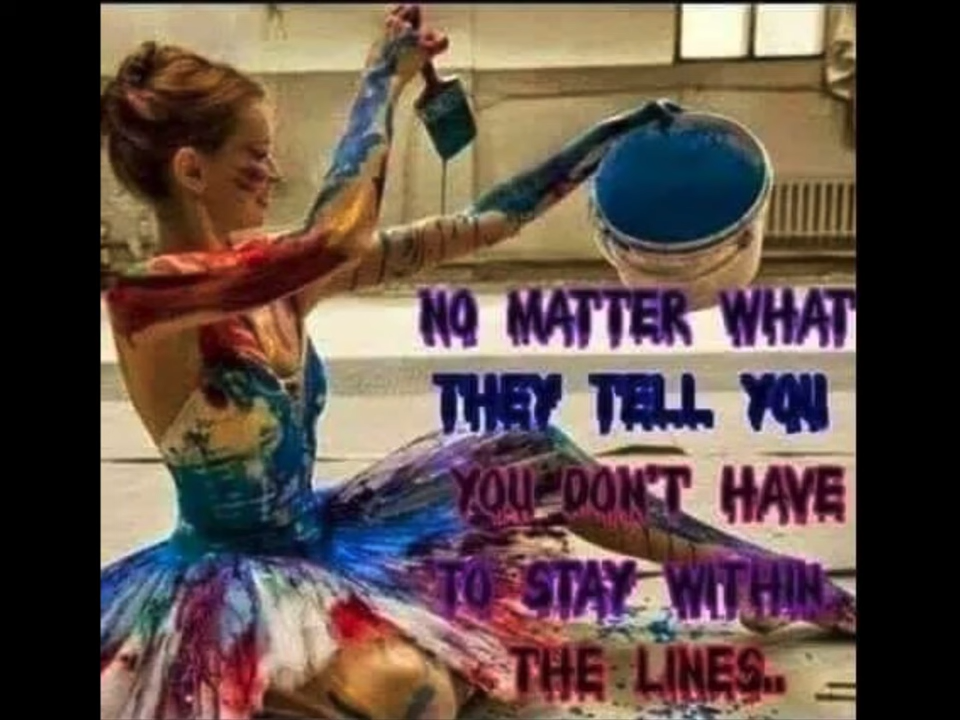 NO MATTER WHAT
THEY TELL YOU
YOU DON'T HAVE
TO STAY WITHIN
THE LINES..